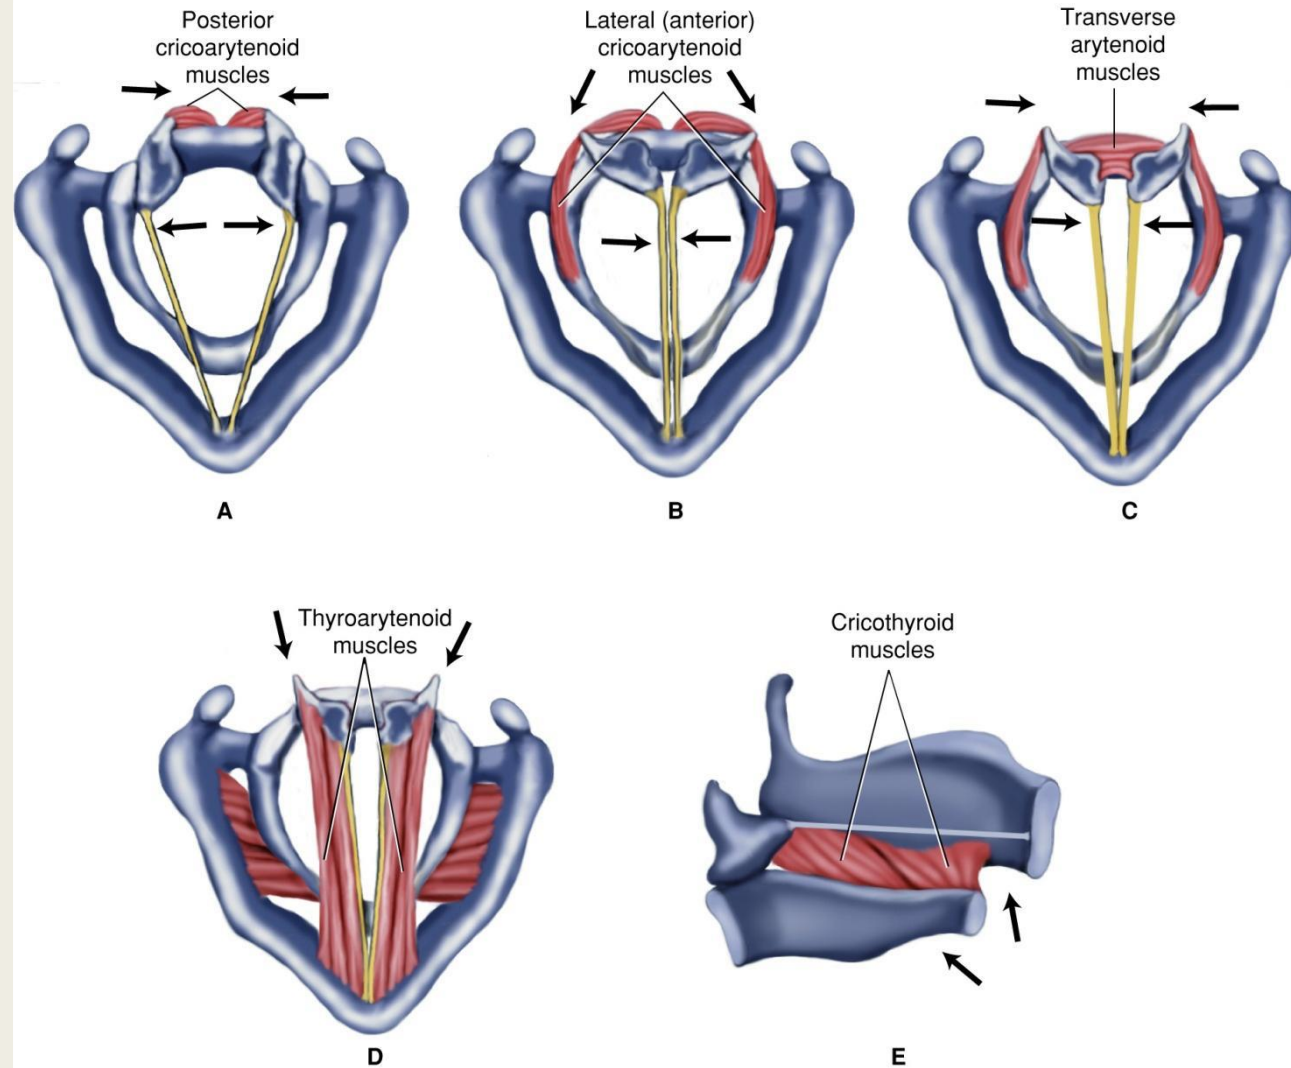 Posterior
cricoarytenoid
muscles
Lateral (anterior)
cricoarytenoid
muscles
Transverse
arytenoid
muscles
A
B
C
Thyroarytenoid
muscles
Cricothyroid
muscles
D
E